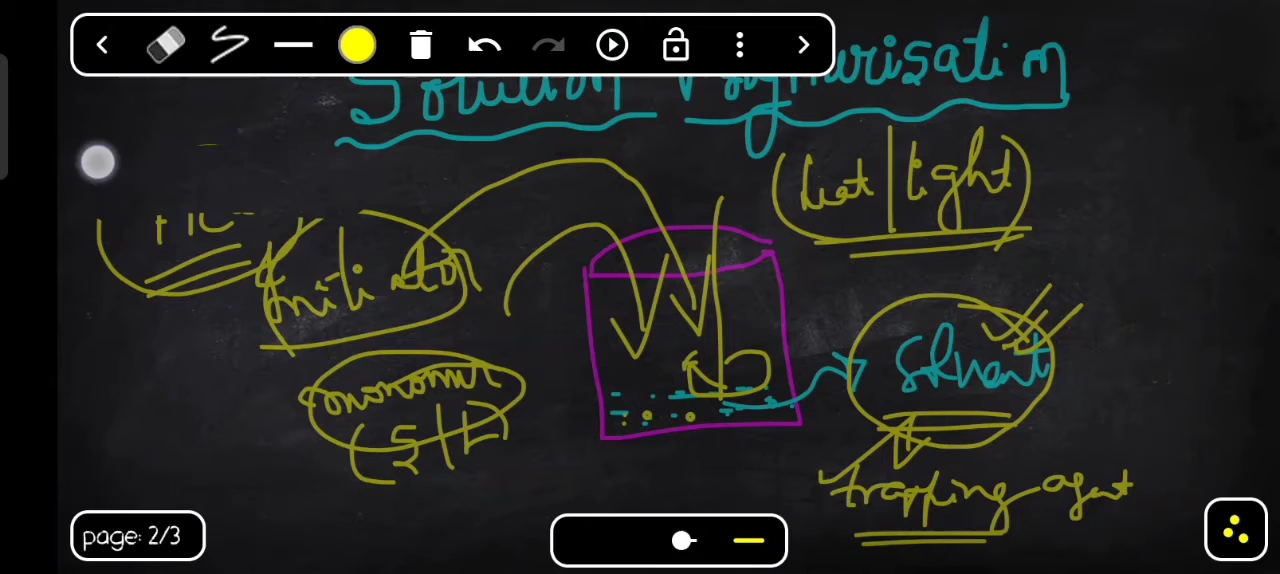 Solution Polymerisation
(heat | light)
initiator
solvent
monomer
(S/L)
trapping agent
page: 2/3